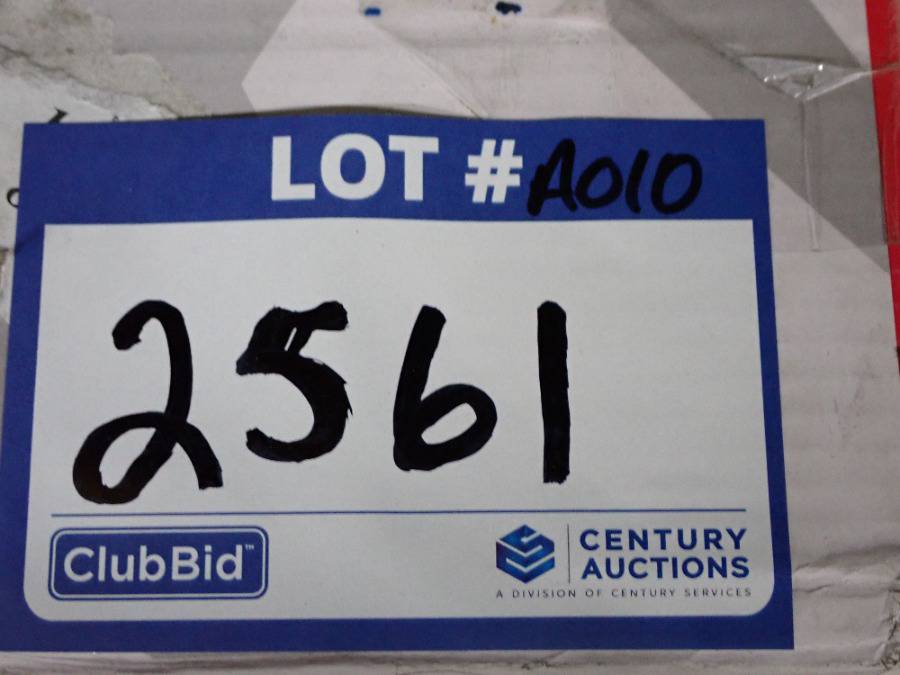 LOT #A010
2561
ClubBid™
CENTURY
AUCTIONS
A DIVISION OF CENTURY SERVICES